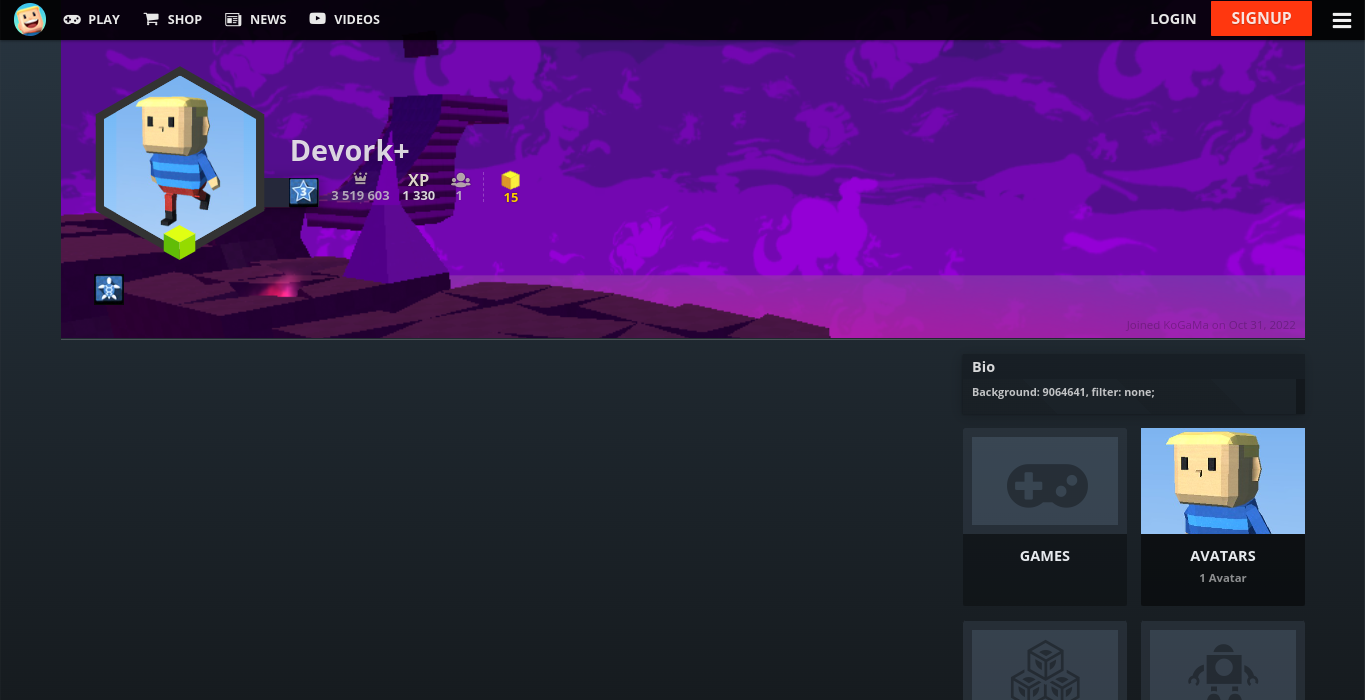 PLAY SHOP NEWS VIDEOS LOGIN SIGNUP
Devork+
3 3 519 603 XP 1 330 1 15
Joined KoGaMa on Oct 31, 2022
Bio
Background: 9064641, filter: none;
GAMES AVATARS
1 Avatar